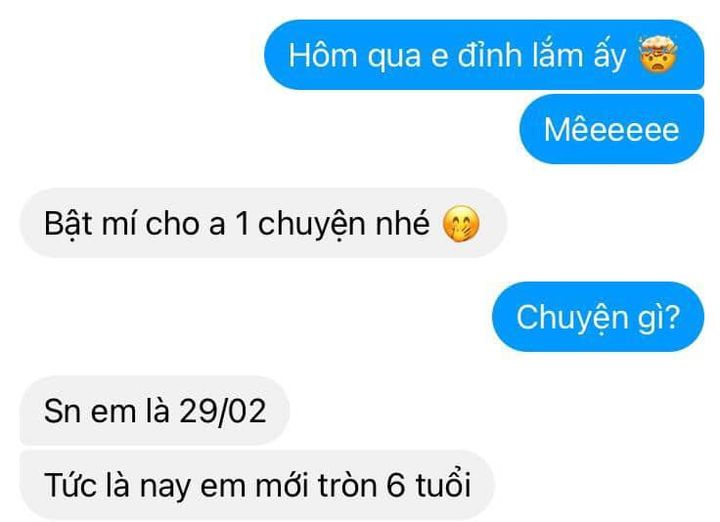 Hôm qua e đỉnh lắm ấy 🤯
Mêeeeee
Bật mí cho a 1 chuyện nhé 🤭
Chuyện gì?
Sn em là 29/02
Tức là nay em mới tròn 6 tuổi